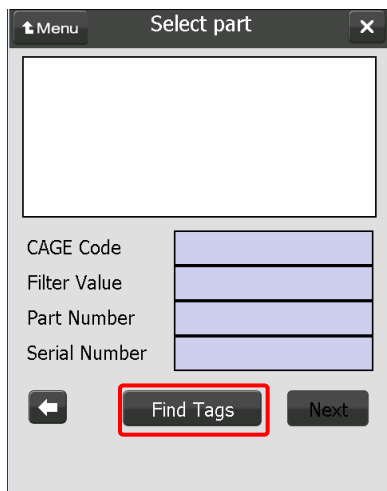 Menu Select part X
CAGE Code
Filter Value
Part Number
Serial Number
Find Tags Next